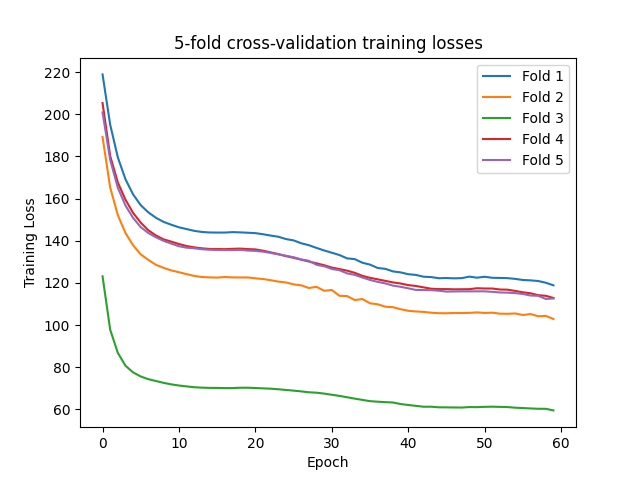 5-fold cross-validation training losses
Fold 1
Fold 2
Fold 3
Fold 4
Fold 5
Training Loss
220
200
180
160
140
120
100
80
60
0 10 20 30 40 50 60
Epoch